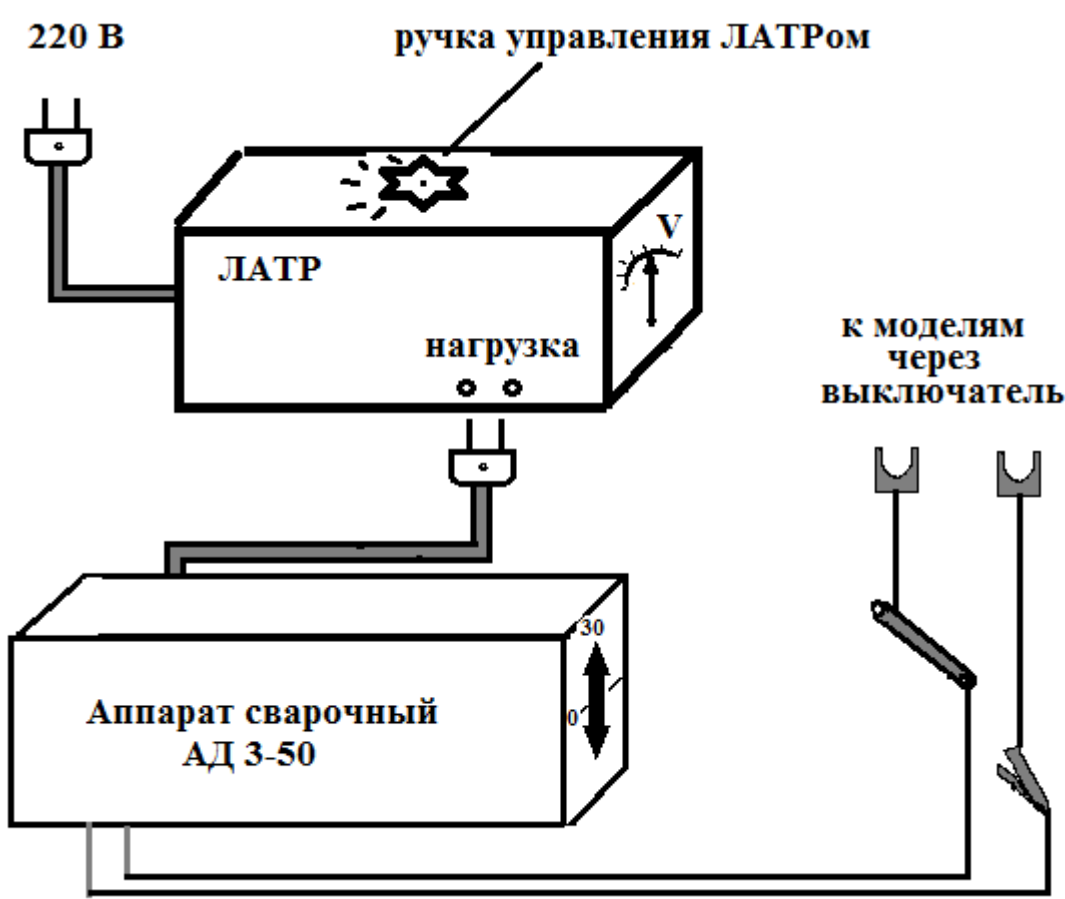 220 В
ручка управления ЛАТРом
V
ЛАТР
нагрузка
к моделям
через
выключатель
30
0
Аппарат сварочный
АД 3-50